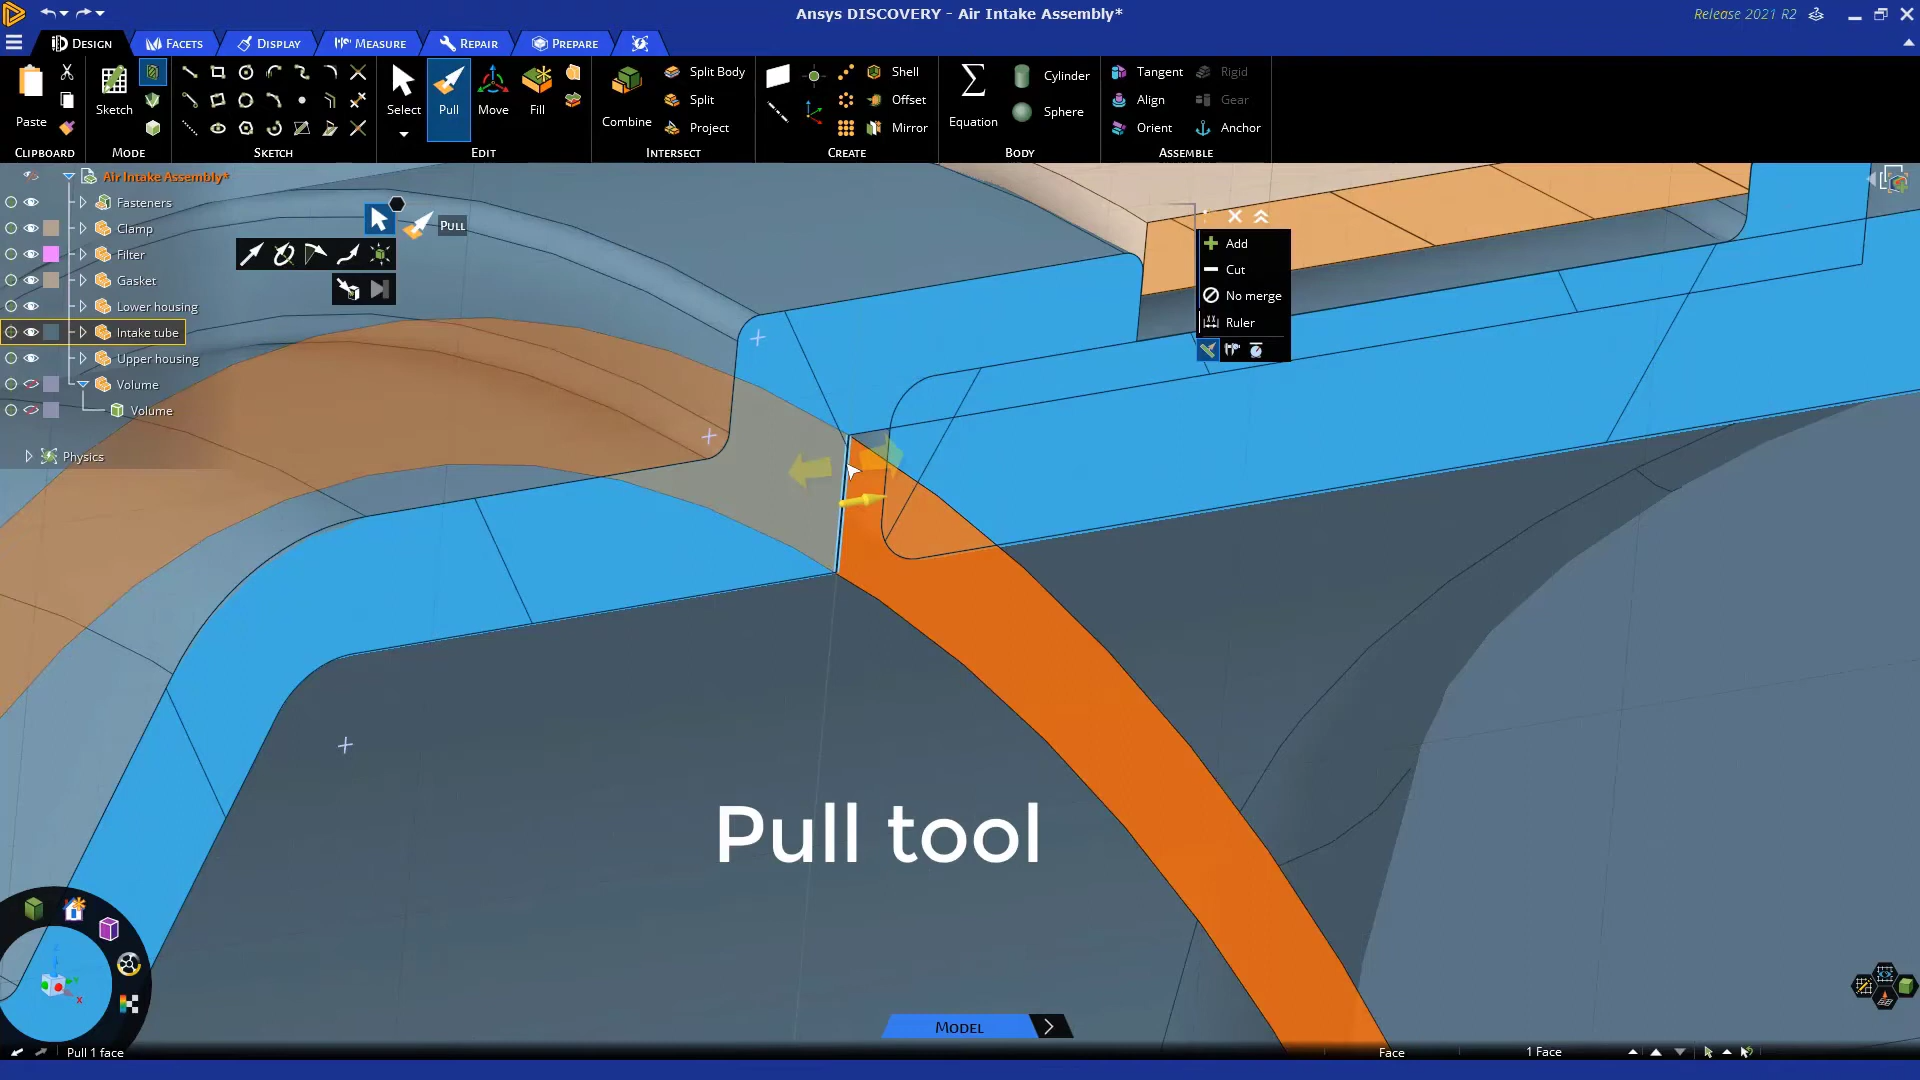 Ansys DISCOVERY - Air Intake Assembly*
Release 2021 R2
DESIGN
FACETS
DISPLAY
MEASURE
REPAIR
PREPARE
Paste
CLIPBOARD
Sketch
MODE
SKETCH
Select
Pull
Move
Fill
EDIT
Combine
Split Body
Split
Project
INTERSECT
Shell
Offset
Mirror
CREATE
Equation
Cylinder
Sphere
BODY
Tangent
Align
Orient
Rigid
Gear
Anchor
ASSEMBLE
Air Intake Assembly*
Fasteners
Clamp
Filter
Gasket
Lower housing
Intake tube
Upper housing
Volume
Volume
Physics
PULL
Add
Cut
No merge
Ruler
Pull tool
MODEL
Pull 1 face
Face
1 Face